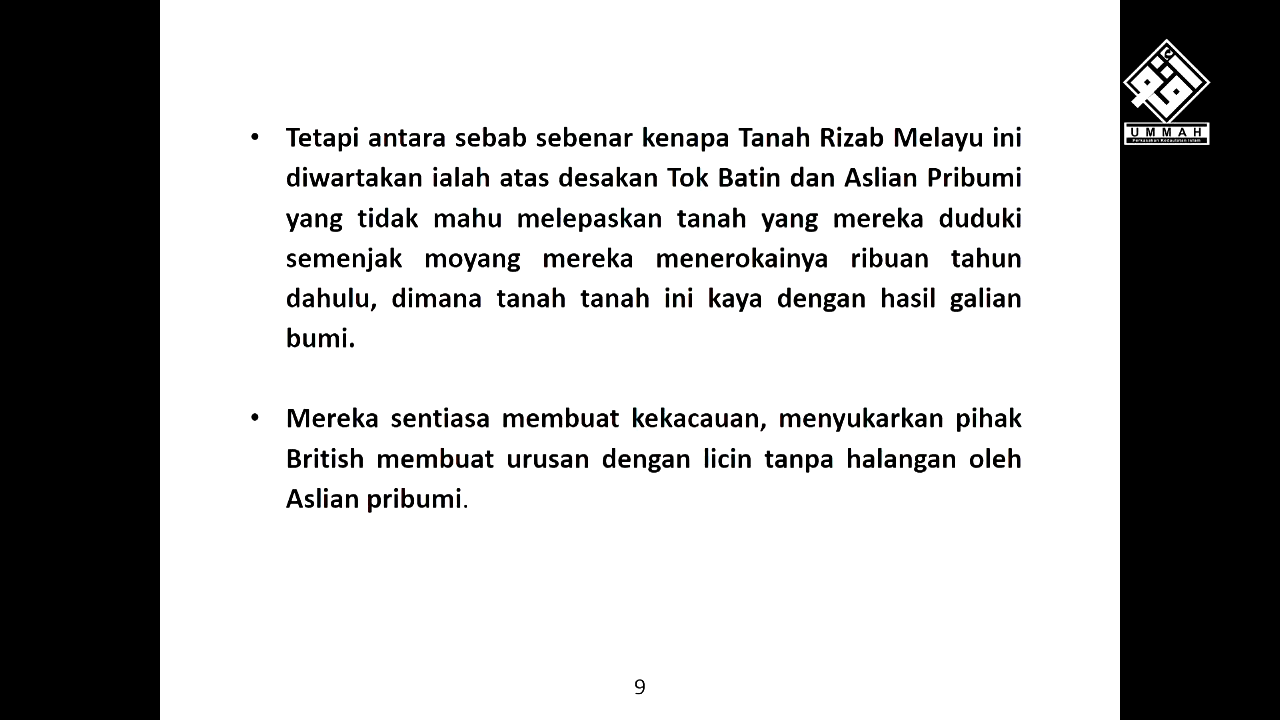 • Tetapi antara sebab sebenar kenapa Tanah Rizab Melayu ini
diwartakan ialah atas desakan Tok Batin dan Aslian Pribumi
yang tidak mahu melepaskan tanah yang mereka duduki
semenjak moyang mereka menerokainya ribuan tahun
dahulu, dimana tanah tanah ini kaya dengan hasil galian
bumi.
• Mereka sentiasa membuat kekacauan, menyukarkan pihak
British membuat urusan dengan licin tanpa halangan oleh
Aslian pribumi.
9
UMMAH